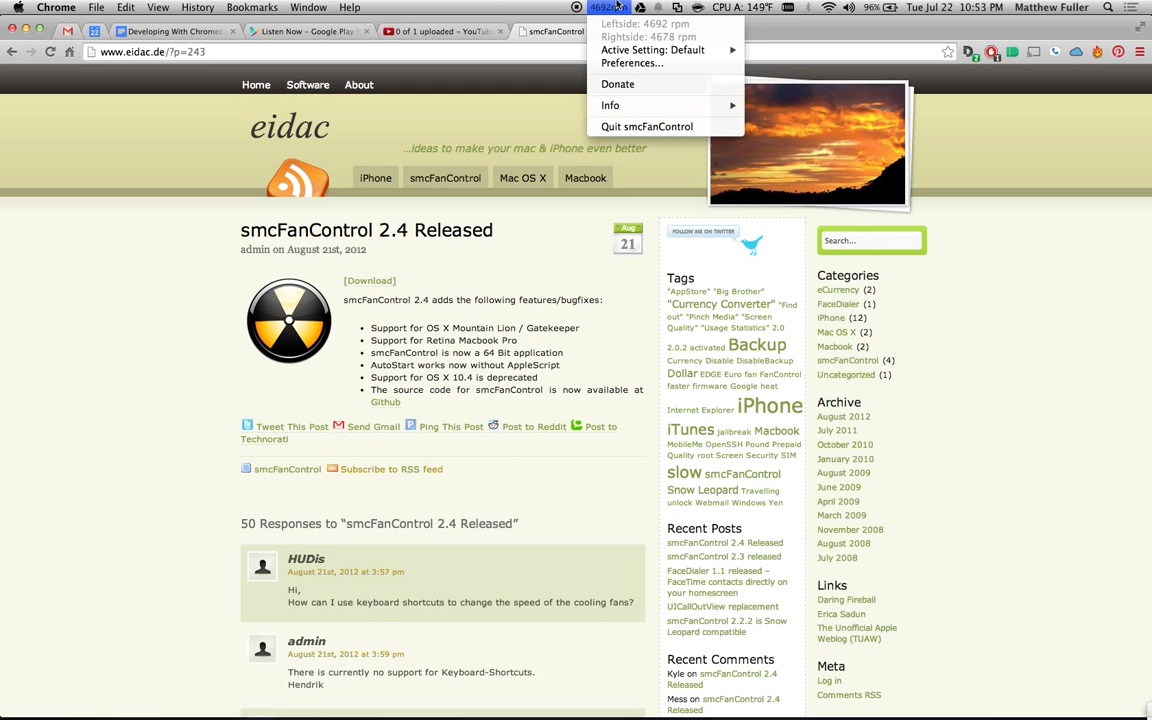 Chrome File Edit View History Bookmarks Window Help 4692rpm CPU A: 149°F 96% Tue Jul 22 10:53 PM Matthew Fuller
Developing With Chromec Listen Now – Google Play 0 of 1 uploaded – YouTub smcFanControl
www.eidac.de/?p=243
Leftside: 4692 rpm
Rightside: 4678 rpm
Active Setting: Default
Preferences...
Donate
Info
Quit smcFanControl
Home Software About
eidac
...ideas to make your mac & iPhone even better
iPhone smcFanControl Mac OS X Macbook
smcFanControl 2.4 Released
admin on August 21st, 2012
Aug
21
[Download]
smcFanControl 2.4 adds the following features/bugfixes:
Support for OS X Mountain Lion / Gatekeeper
Support for Retina Macbook Pro
smcFanControl is now a 64 Bit application
AutoStart works now without AppleScript
Support for OS X 10.4 is deprecated
The source code for smcFanControl is now available at
Github
Tweet This Post Send Gmail Ping This Post Post to Reddit Post to
Technorati
smcFanControl Subscribe to RSS feed
50 Responses to “smcFanControl 2.4 Released”
HUDis
August 21st, 2012 at 3:57 pm
Hi,
How can I use keyboard shortcuts to change the speed of the cooling fans?
admin
August 21st, 2012 at 3:59 pm
There is currently no support for Keyboard-Shortcuts.
Hendrik
FOLLOW ME ON TWITTER
Tags
"AppStore" "Big Brother"
"Currency Converter" "Find
out" "Pinch Media" "Screen
Quality" "Usage Statistics" 2.0
2.0.2 activated Backup
Currency Disable DisableBackup
Dollar EDGE Euro fan FanControl
faster firmware Google heat
Internet Explorer iPhone
iTunes jailbreak Macbook
MobileMe OpenSSH Pound Prepaid
Quality root Screen Security SIM
slow smcFanControl
Snow Leopard Travelling
unlock Webmail Windows Yen
Recent Posts
smcFanControl 2.4 Released
smcFanControl 2.3 released
FaceDialer 1.1 released –
FaceTime contacts directly on
your homescreen
UICallOutView replacement
smcFanControl 2.2.2 is Snow
Leopard compatible
Recent Comments
Kyle on smcFanControl 2.4
Released
Mess on smcFanControl 2.4
Released
Search...
Categories
eCurrency (2)
FaceDialer (1)
iPhone (12)
Mac OS X (2)
Macbook (2)
smcFanControl (4)
Uncategorized (1)
Archive
August 2012
July 2011
October 2010
January 2010
August 2009
June 2009
April 2009
March 2009
November 2008
August 2008
July 2008
Links
Daring Fireball
Erica Sadun
The Unofficial Apple
Weblog (TUAW)
Meta
Log in
Comments RSS